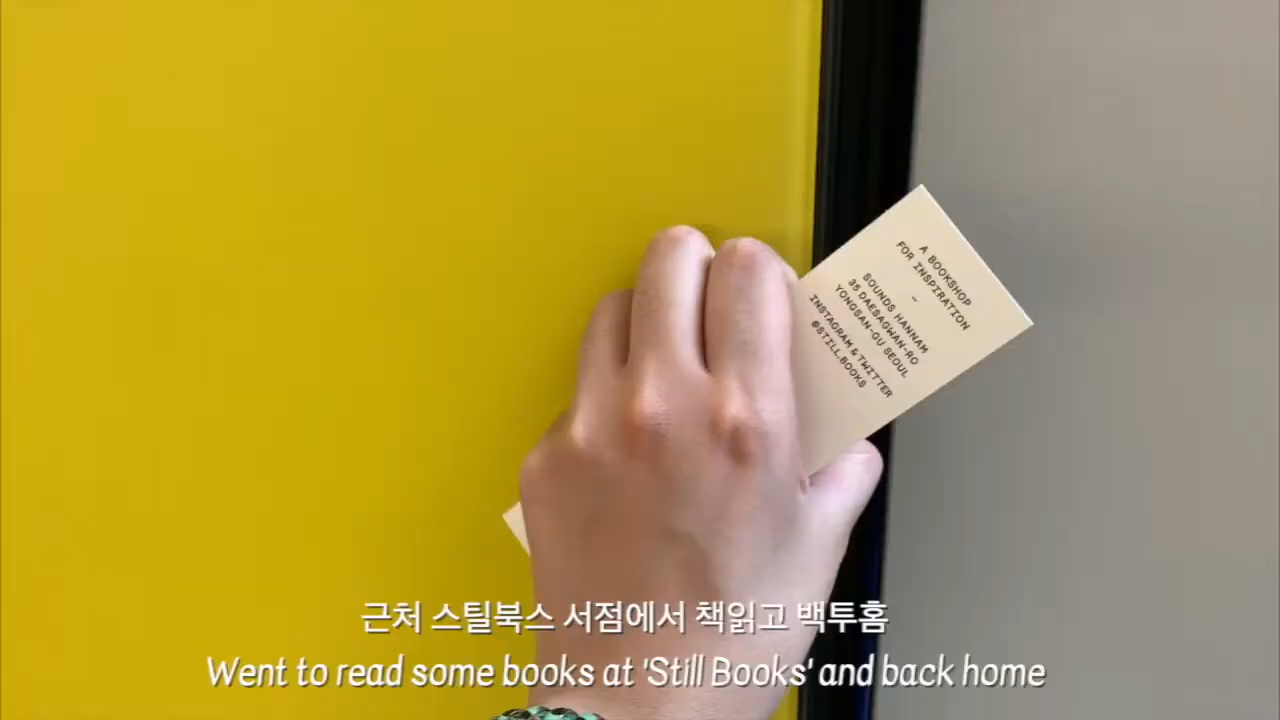 A BOOKSHOP
FOR INSPIRATION
–
SOUNDS HANNAM
35 DAESAGWAN-RO
YONGSAN-GU SEOUL
INSTAGRAM & TWITTER
@STILL.BOOKS
근처 스틸북스 서점에서 책읽고 백투홈
Went to read some books at 'Still Books' and back home